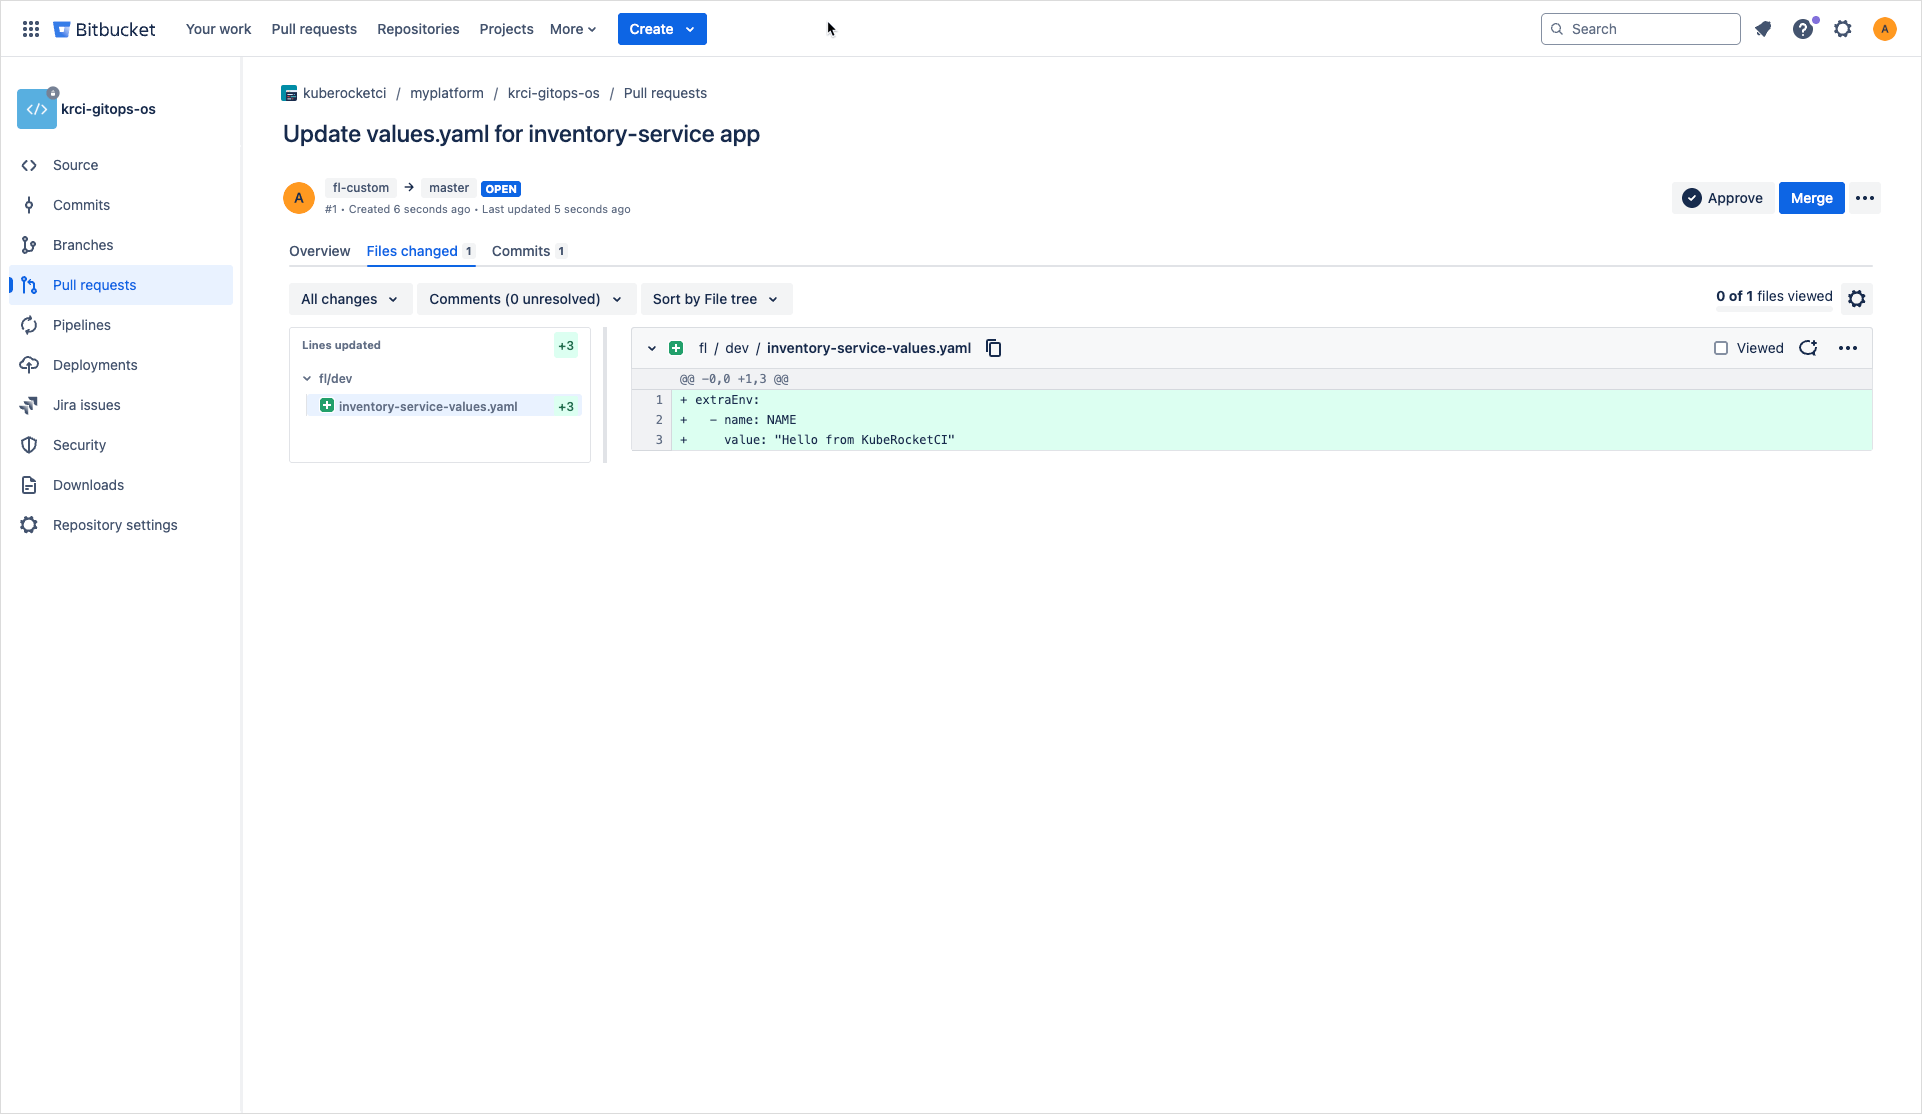 Bitbucket Your work Pull requests Repositories Projects More Create Search A
krci-gitops-os
Source
Commits
Branches
Pull requests
Pipelines
Deployments
Jira issues
Security
Downloads
Repository settings
kuberocketci / myplatform / krci-gitops-os / Pull requests
Update values.yaml for inventory-service app
A
fl-custom → master OPEN
#1 • Created 6 seconds ago • Last updated 5 seconds ago
Approve Merge
Overview Files changed 1 Commits 1
All changes Comments (0 unresolved) Sort by File tree
0 of 1 files viewed
Lines updated +3
fl/dev
inventory-service-values.yaml +3
fl / dev / inventory-service-values.yaml Viewed
@@ -0,0 +1,3 @@
1 + extraEnv:
2 +   - name: NAME
3 +     value: "Hello from KubeRocketCI"